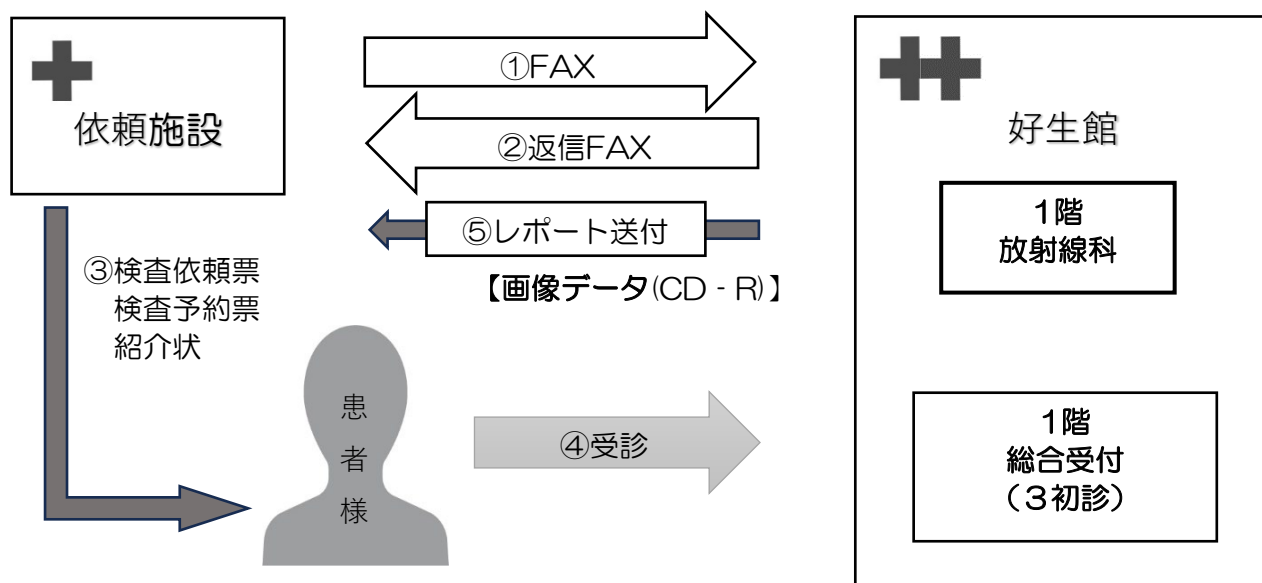 依頼施設
①FAX
②返信FAX
⑤レポート送付
【画像データ(CD‐R)】
③検査依頼票
検査予約票
紹介状
患
者
様
④受診
好生館
1階
放射線科
1階
総合受付
(3初診)